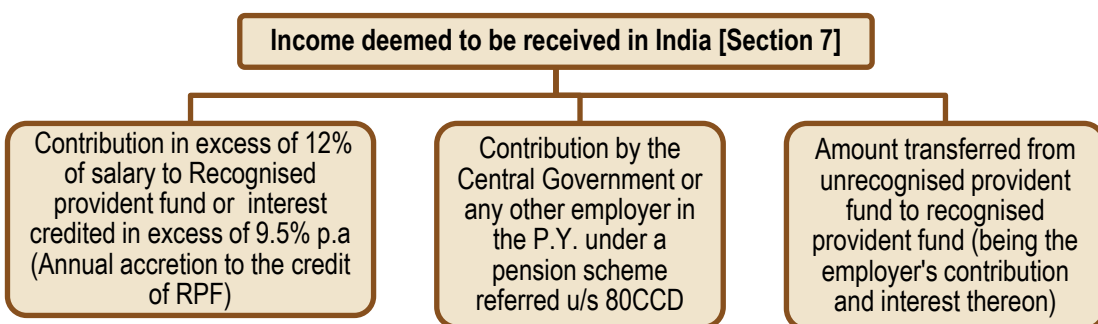 Income deemed to be received in India [Section 7]
Contribution in excess of 12%
of salary to Recognised
provident fund or interest
credited in excess of 9.5% p.a
(Annual accretion to the credit
of RPF)
Contribution by the
Central Government or
any other employer in
the P.Y. under a
pension scheme
referred u/s 80CCD
Amount transferred from
unrecognised provident
fund to recognised
provident fund (being the
employer's contribution
and interest thereon)